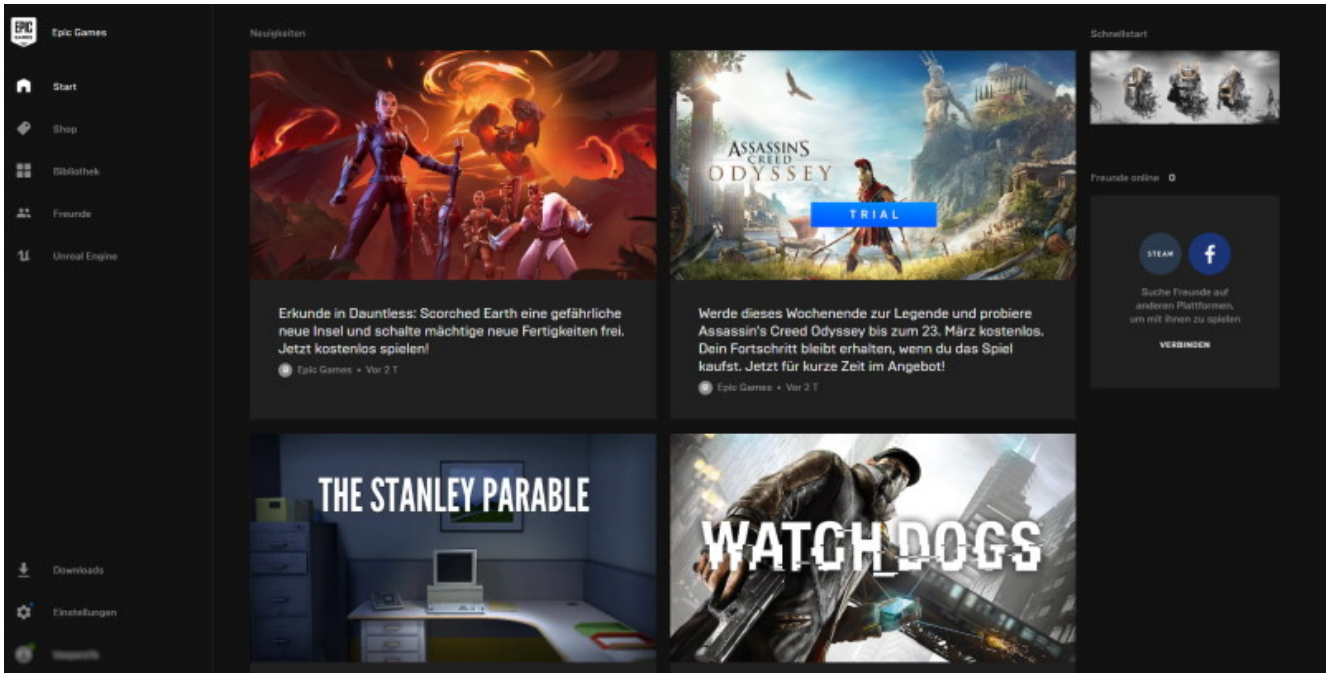 EPIC
GAMES
Epic Games
Start
Shop
Bibliothek
Freunde
Unreal Engine
Downloads
Einstellungen
Neuigkeiten
Erkunde in Dauntless: Scorched Earth eine gefährliche
neue Insel und schalte mächtige neue Fertigkeiten frei.
Jetzt kostenlos spielen!
Epic Games • Vor 2 T
ASSASSIN'S
CREED
ODYSSEY
TRIAL
Werde dieses Wochenende zur Legende und probiere
Assassin's Creed Odyssey bis zum 23. März kostenlos.
Dein Fortschritt bleibt erhalten, wenn du das Spiel
kaufst. Jetzt für kurze Zeit im Angebot!
Epic Games • Vor 2 T
THE STANLEY PARABLE
WATCH_DOGS
Schnellstart
Freunde online 0
STEAM f
Suche Freunde auf
anderen Plattformen,
um mit ihnen zu spielen
VERBINDEN